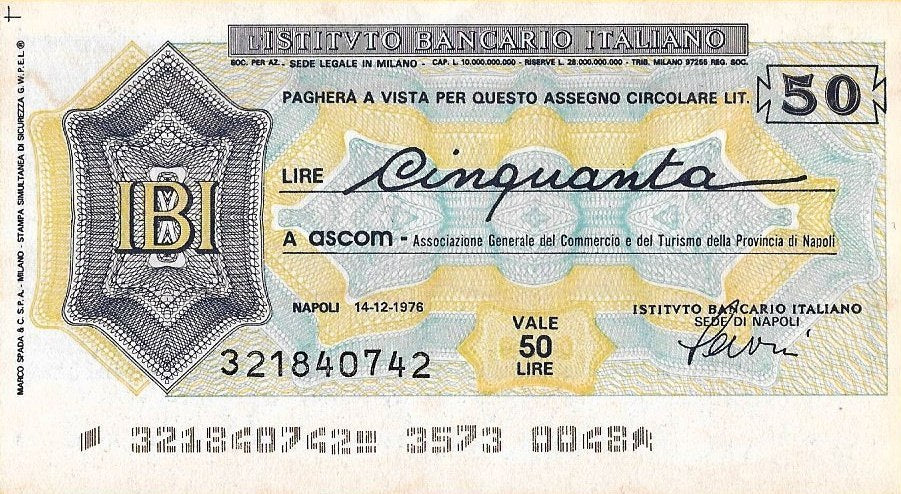 L'ISTITVTO BANCARIO ITALIANO
SOC. PER AZ. - SEDE LEGALE IN MILANO - CAP. L. 10.000.000.000 - RISERVE L. 28.000.000.000 - TRIB. MILANO 97255 REG. SOC.
PAGHERÀ A VISTA PER QUESTO ASSEGNO CIRCOLARE LIT. 50
LIRE Cinquanta
IBI
A ascom - Associazione Generale del Commercio e del Turismo della Provincia di Napoli
NAPOLI 14-12-1976
ISTITVTO BANCARIO ITALIANO
SEDE DI NAPOLI
VALE
50
LIRE
321840742
321840742 3573 0048
MARCO SPADA & C. S.P.A. - MILANO - STAMPA SIMULTANEA DI SICUREZZA G.W.P.E.L.®